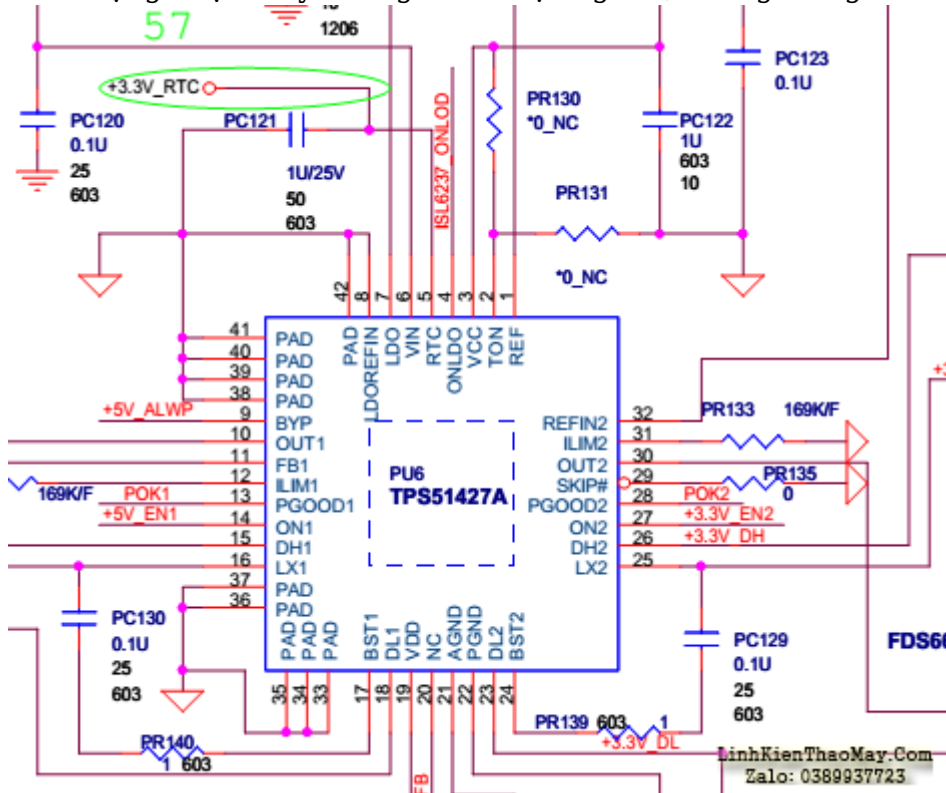 1206
57
+3.3V_RTC
PC120
0.1U
25
603
PC121
1U/25V
50
603
ISL6237_ONLOD
PR130
*0_NC
PR131
*0_NC
PC122
1U
603
10
PC123
0.1U
42
8
7
6
5
4
3
2
1
PAD
LDOREFIN
LDO
VIN
RTC
ONLDO
VCC
TON
REF
41
PAD
40
PAD
39
PAD
38
PAD
+5V_ALWP
9
BYP
10
OUT1
11
FB1
169K/F
12
ILIM1
POK1
13
PGOOD1
+5V_EN1
14
ON1
15
DH1
16
LX1
37
PAD
36
PAD
PU6
TPS51427A
REFIN2
32
ILIM2
31
PR133
169K/F
OUT2
30
SKIP#
29
PR135
0
PGOOD2
28
POK2
ON2
27
+3.3V_EN2
DH2
26
+3.3V_DH
LX2
25
PAD
PAD
PAD
BST1
DL1
VDD
NC
AGND
PGND
DL2
BST2
35
34
33
17
18
19
20
21
22
23
24
PC130
0.1U
25
603
PC129
0.1U
25
603
PR139
603
1
+3.3V_DL
PR140
1
603
FB
LinhKienThaoMay.Com
Zalo: 0389937723